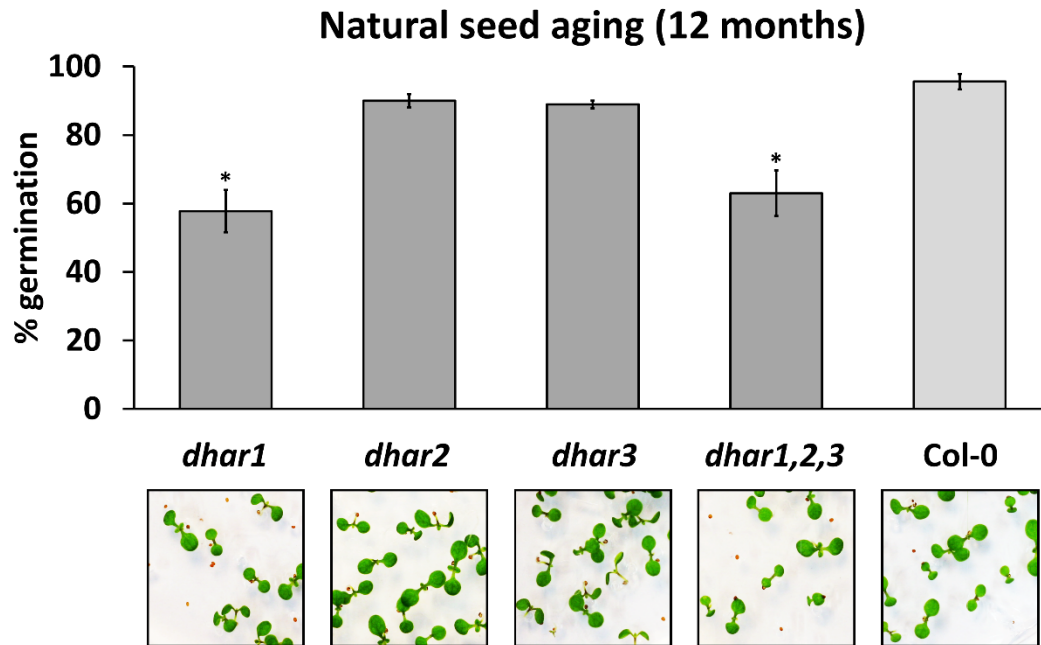 Natural seed aging (12 months)
% germination
100
80
60
40
20
0
*
*
dhar1 dhar2 dhar3 dhar1,2,3 Col-0